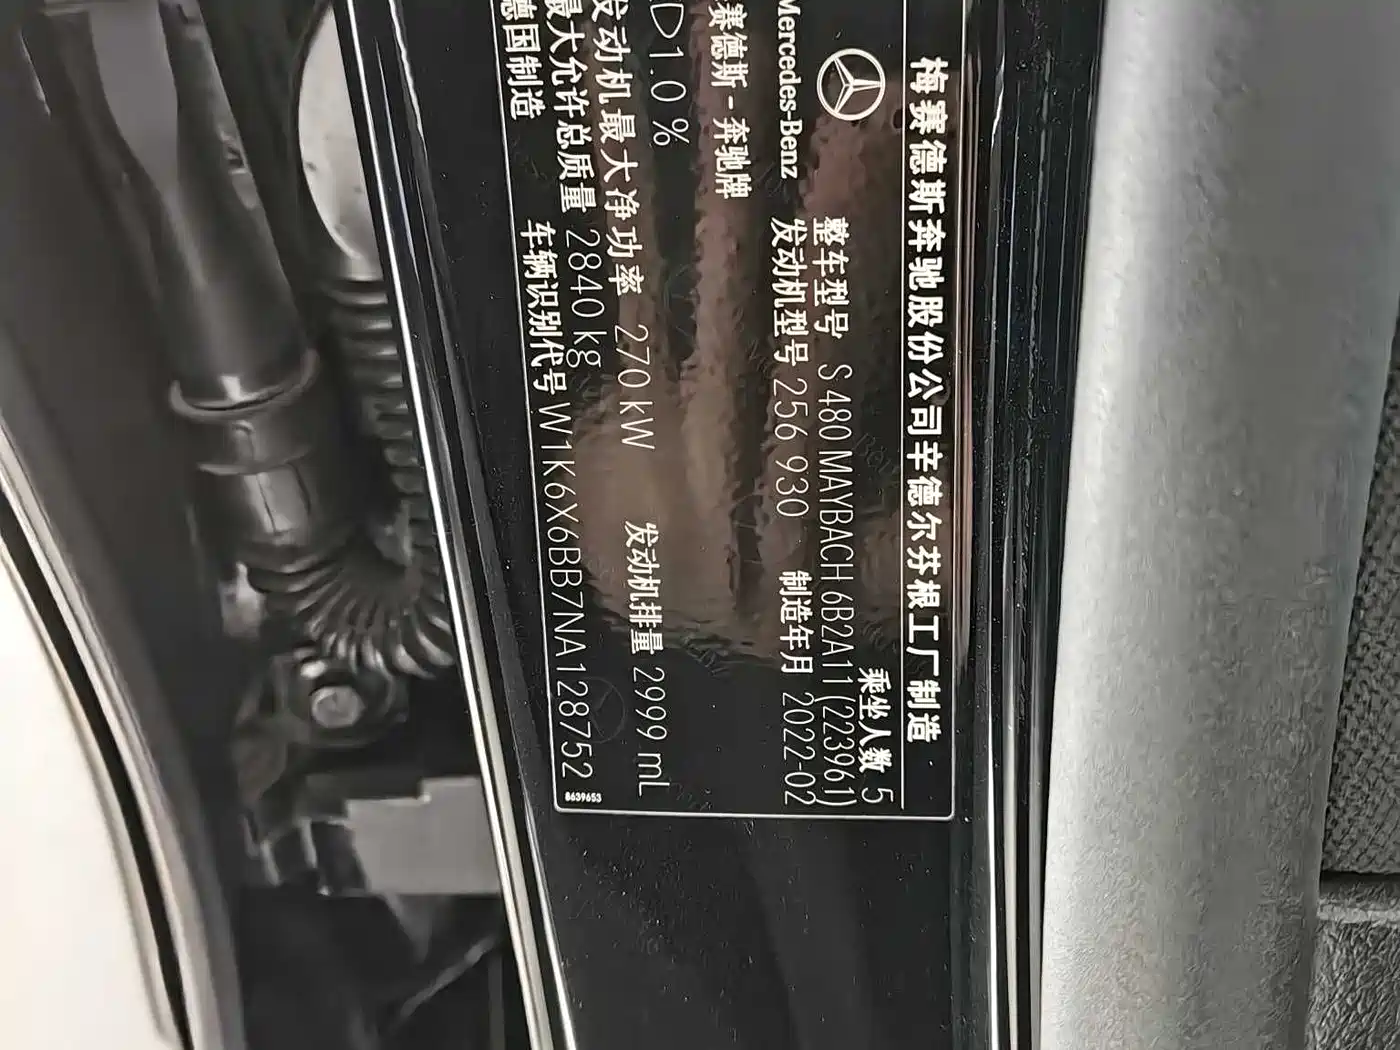 梅赛德斯奔驰股份公司辛德尔芬根工厂制造
乘坐人数 5
Mercedes-Benz
整车型号 S 480 MAYBACH 6B2A11(223961)
发动机型号 256 930 制造年月 2022-02
赛德斯-奔驰牌
D1.0 %
发动机最大净功率 270 kW 发动机排量 2999 mL
最大允许总质量 2840 kg
德国制造 车辆识别代号 W1K6X6BB7NA128752
8639653